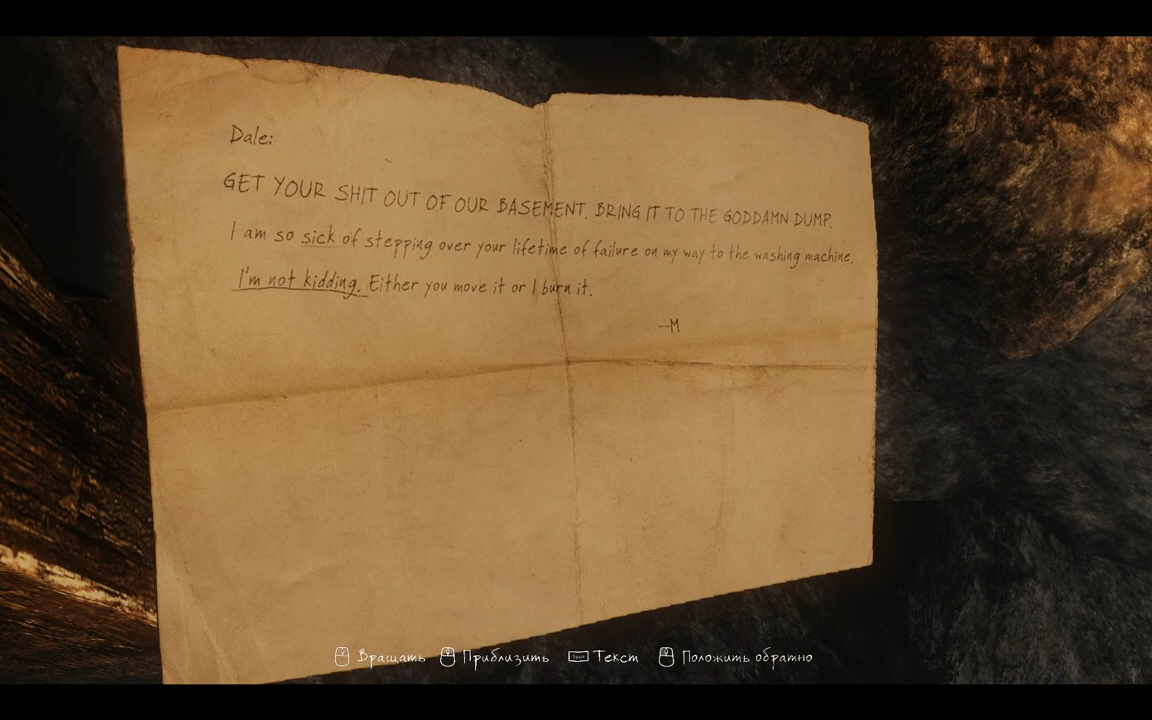 Dale:
GET YOUR SHIT OUT OF OUR BASEMENT. BRING IT TO THE GODDAMN DUMP.
I am so sick of stepping over your lifetime of failure on my way to the washing machine.
I'm not kidding. Either you move it or I burn it.
--M
Вращать Приблизить Текст Положить обратно